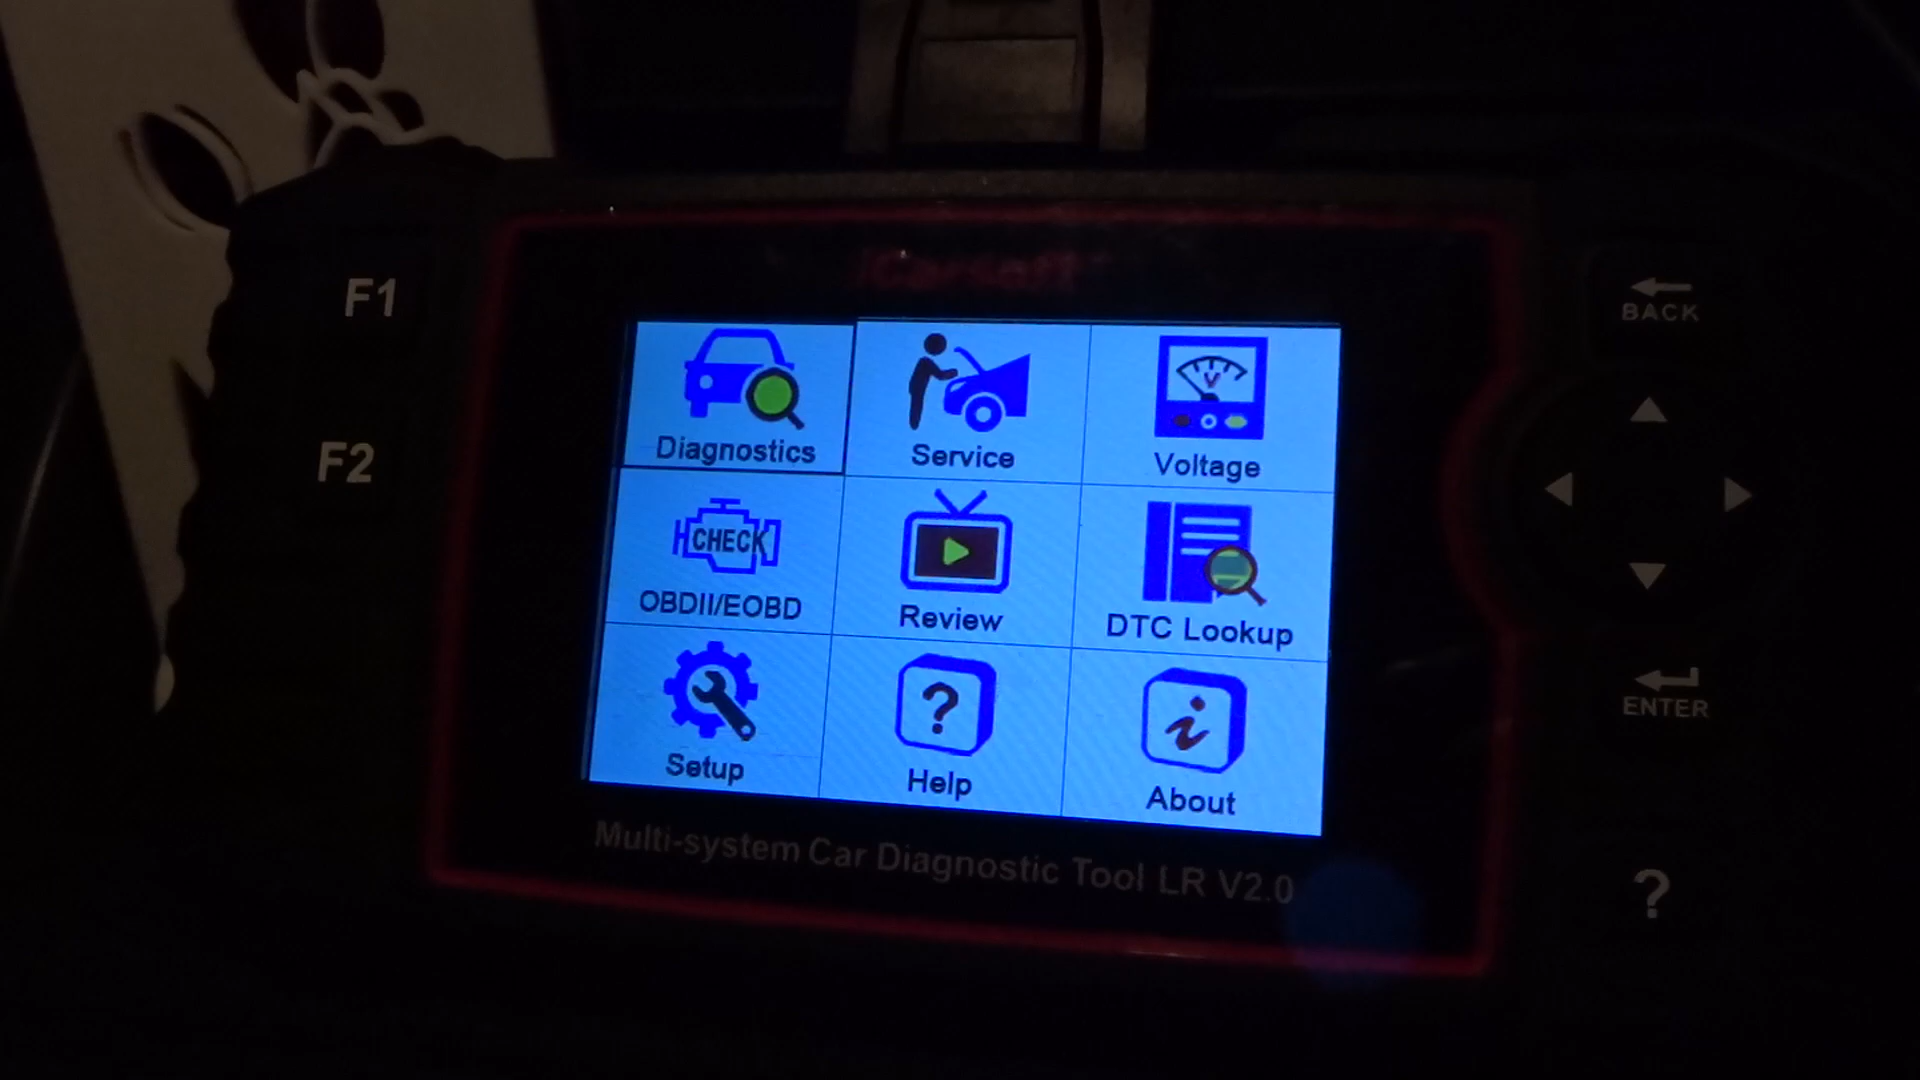 iCarsoft
F1
BACK
F2
Diagnostics
Service
Voltage
V
CHECK
OBDII/EOBD
Review
DTC Lookup
Setup
?
Help
i
About
ENTER
Multi-system Car Diagnostic Tool LR V2.0
?